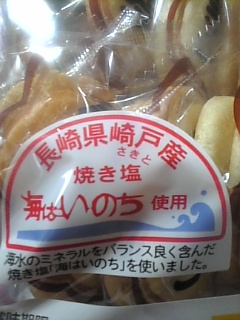 長崎県崎戸産
さきと
焼き塩
海はいのち 使用
海水のミネラルをバランス良く含んだ
焼き塩「海はいのち」を使いました。